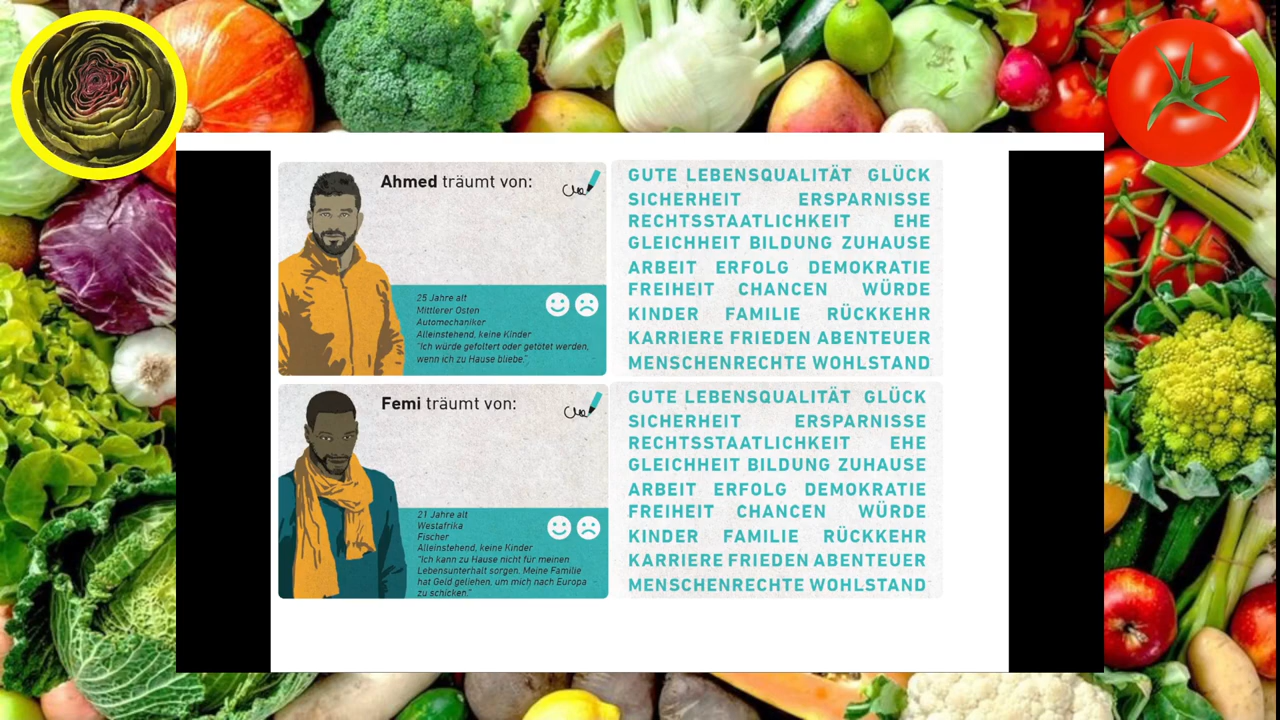 Ahmed träumt von:
25 Jahre alt
Mittlerer Osten
Automechaniker
Alleinstehend, keine Kinder
"Ich würde gefoltert oder getötet werden,
wenn ich zu Hause bliebe."
GUTE LEBENSQUALITÄT GLÜCK
SICHERHEIT ERSPARNISSE
RECHTSSTAATLICHKEIT EHE
GLEICHHEIT BILDUNG ZUHAUSE
ARBEIT ERFOLG DEMOKRATIE
FREIHEIT CHANCEN WÜRDE
KINDER FAMILIE RÜCKKEHR
KARRIERE FRIEDEN ABENTEUER
MENSCHENRECHTE WOHLSTAND
Femi träumt von:
21 Jahre alt
Westafrika
Fischer
Alleinstehend, keine Kinder
"Ich kann zu Hause nicht für meinen
Lebensunterhalt sorgen. Meine Familie
hat Geld geliehen, um mich nach Europa
zu schicken."
GUTE LEBENSQUALITÄT GLÜCK
SICHERHEIT ERSPARNISSE
RECHTSSTAATLICHKEIT EHE
GLEICHHEIT BILDUNG ZUHAUSE
ARBEIT ERFOLG DEMOKRATIE
FREIHEIT CHANCEN WÜRDE
KINDER FAMILIE RÜCKKEHR
KARRIERE FRIEDEN ABENTEUER
MENSCHENRECHTE WOHLSTAND